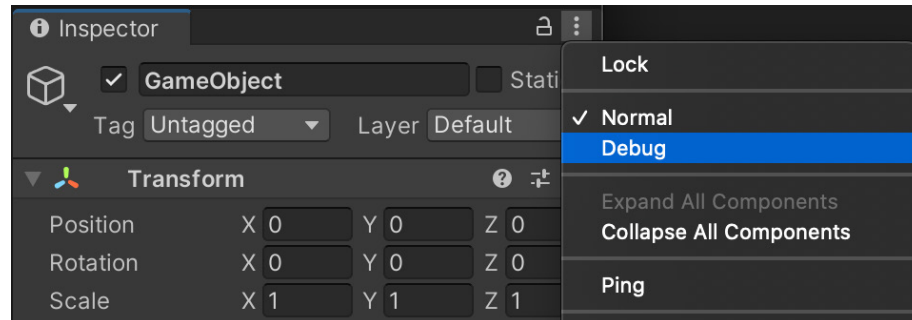 Inspector
GameObject
Stati
Tag Untagged Layer Default
Transform
Position X 0 Y 0 Z 0
Rotation X 0 Y 0 Z 0
Scale X 1 Y 1 Z 1
Lock
✓ Normal
Debug
Expand All Components
Collapse All Components
Ping